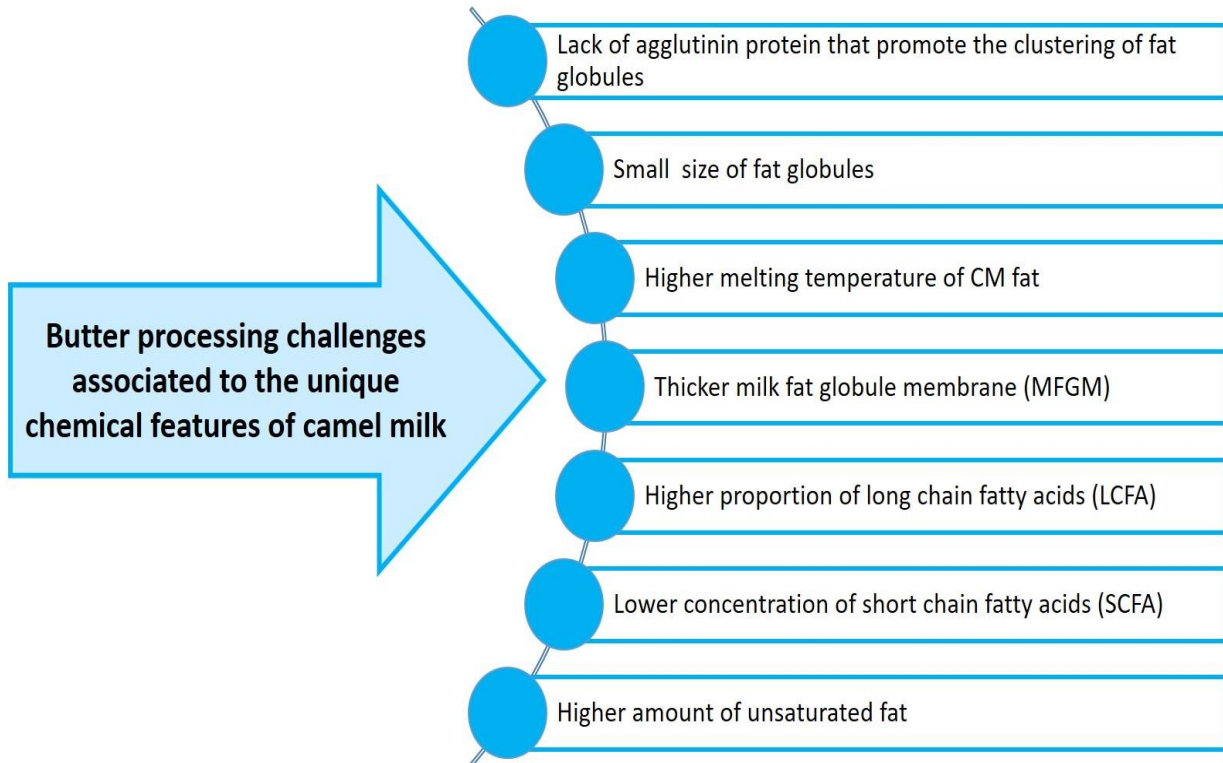 Butter processing challenges
associated to the unique
chemical features of camel milk
Lack of agglutinin protein that promote the clustering of fat
globules
Small size of fat globules
Higher melting temperature of CM fat
Thicker milk fat globule membrane (MFGM)
Higher proportion of long chain fatty acids (LCFA)
Lower concentration of short chain fatty acids (SCFA)
Higher amount of unsaturated fat